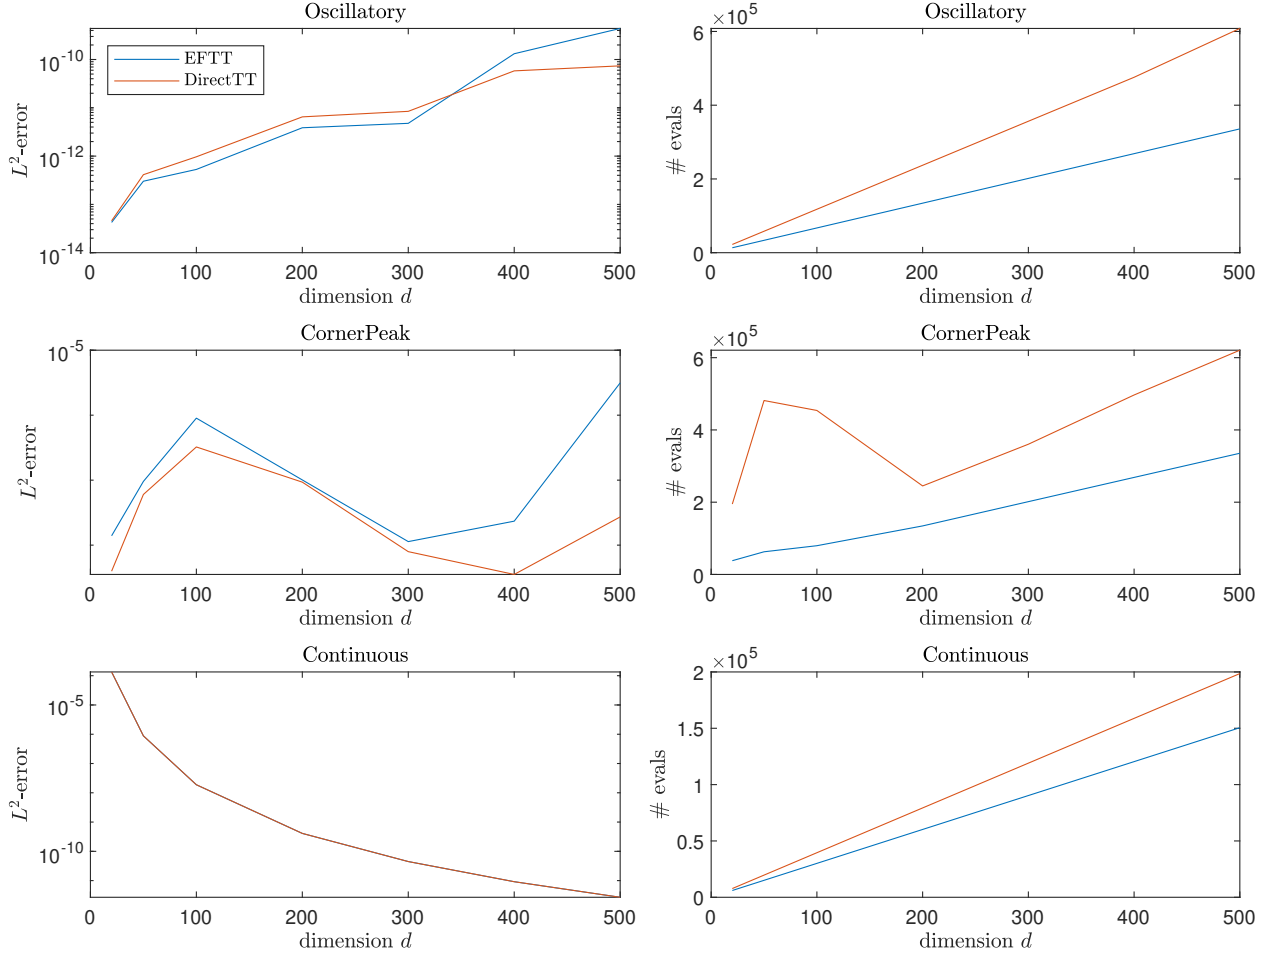 Oscillatory
EFTT
DirectTT
10^-10
10^-12
10^-14
L^2-error
0 100 200 300 400 500
dimension d
Oscillatory
×10^5
6
4
2
0
# evals
0 100 200 300 400 500
dimension d
CornerPeak
10^-5
L^2-error
0 100 200 300 400 500
dimension d
CornerPeak
×10^5
6
4
2
0
# evals
0 100 200 300 400 500
dimension d
Continuous
10^-5
10^-10
L^2-error
0 100 200 300 400 500
dimension d
Continuous
×10^5
2
1.5
1
0.5
0
# evals
0 100 200 300 400 500
dimension d